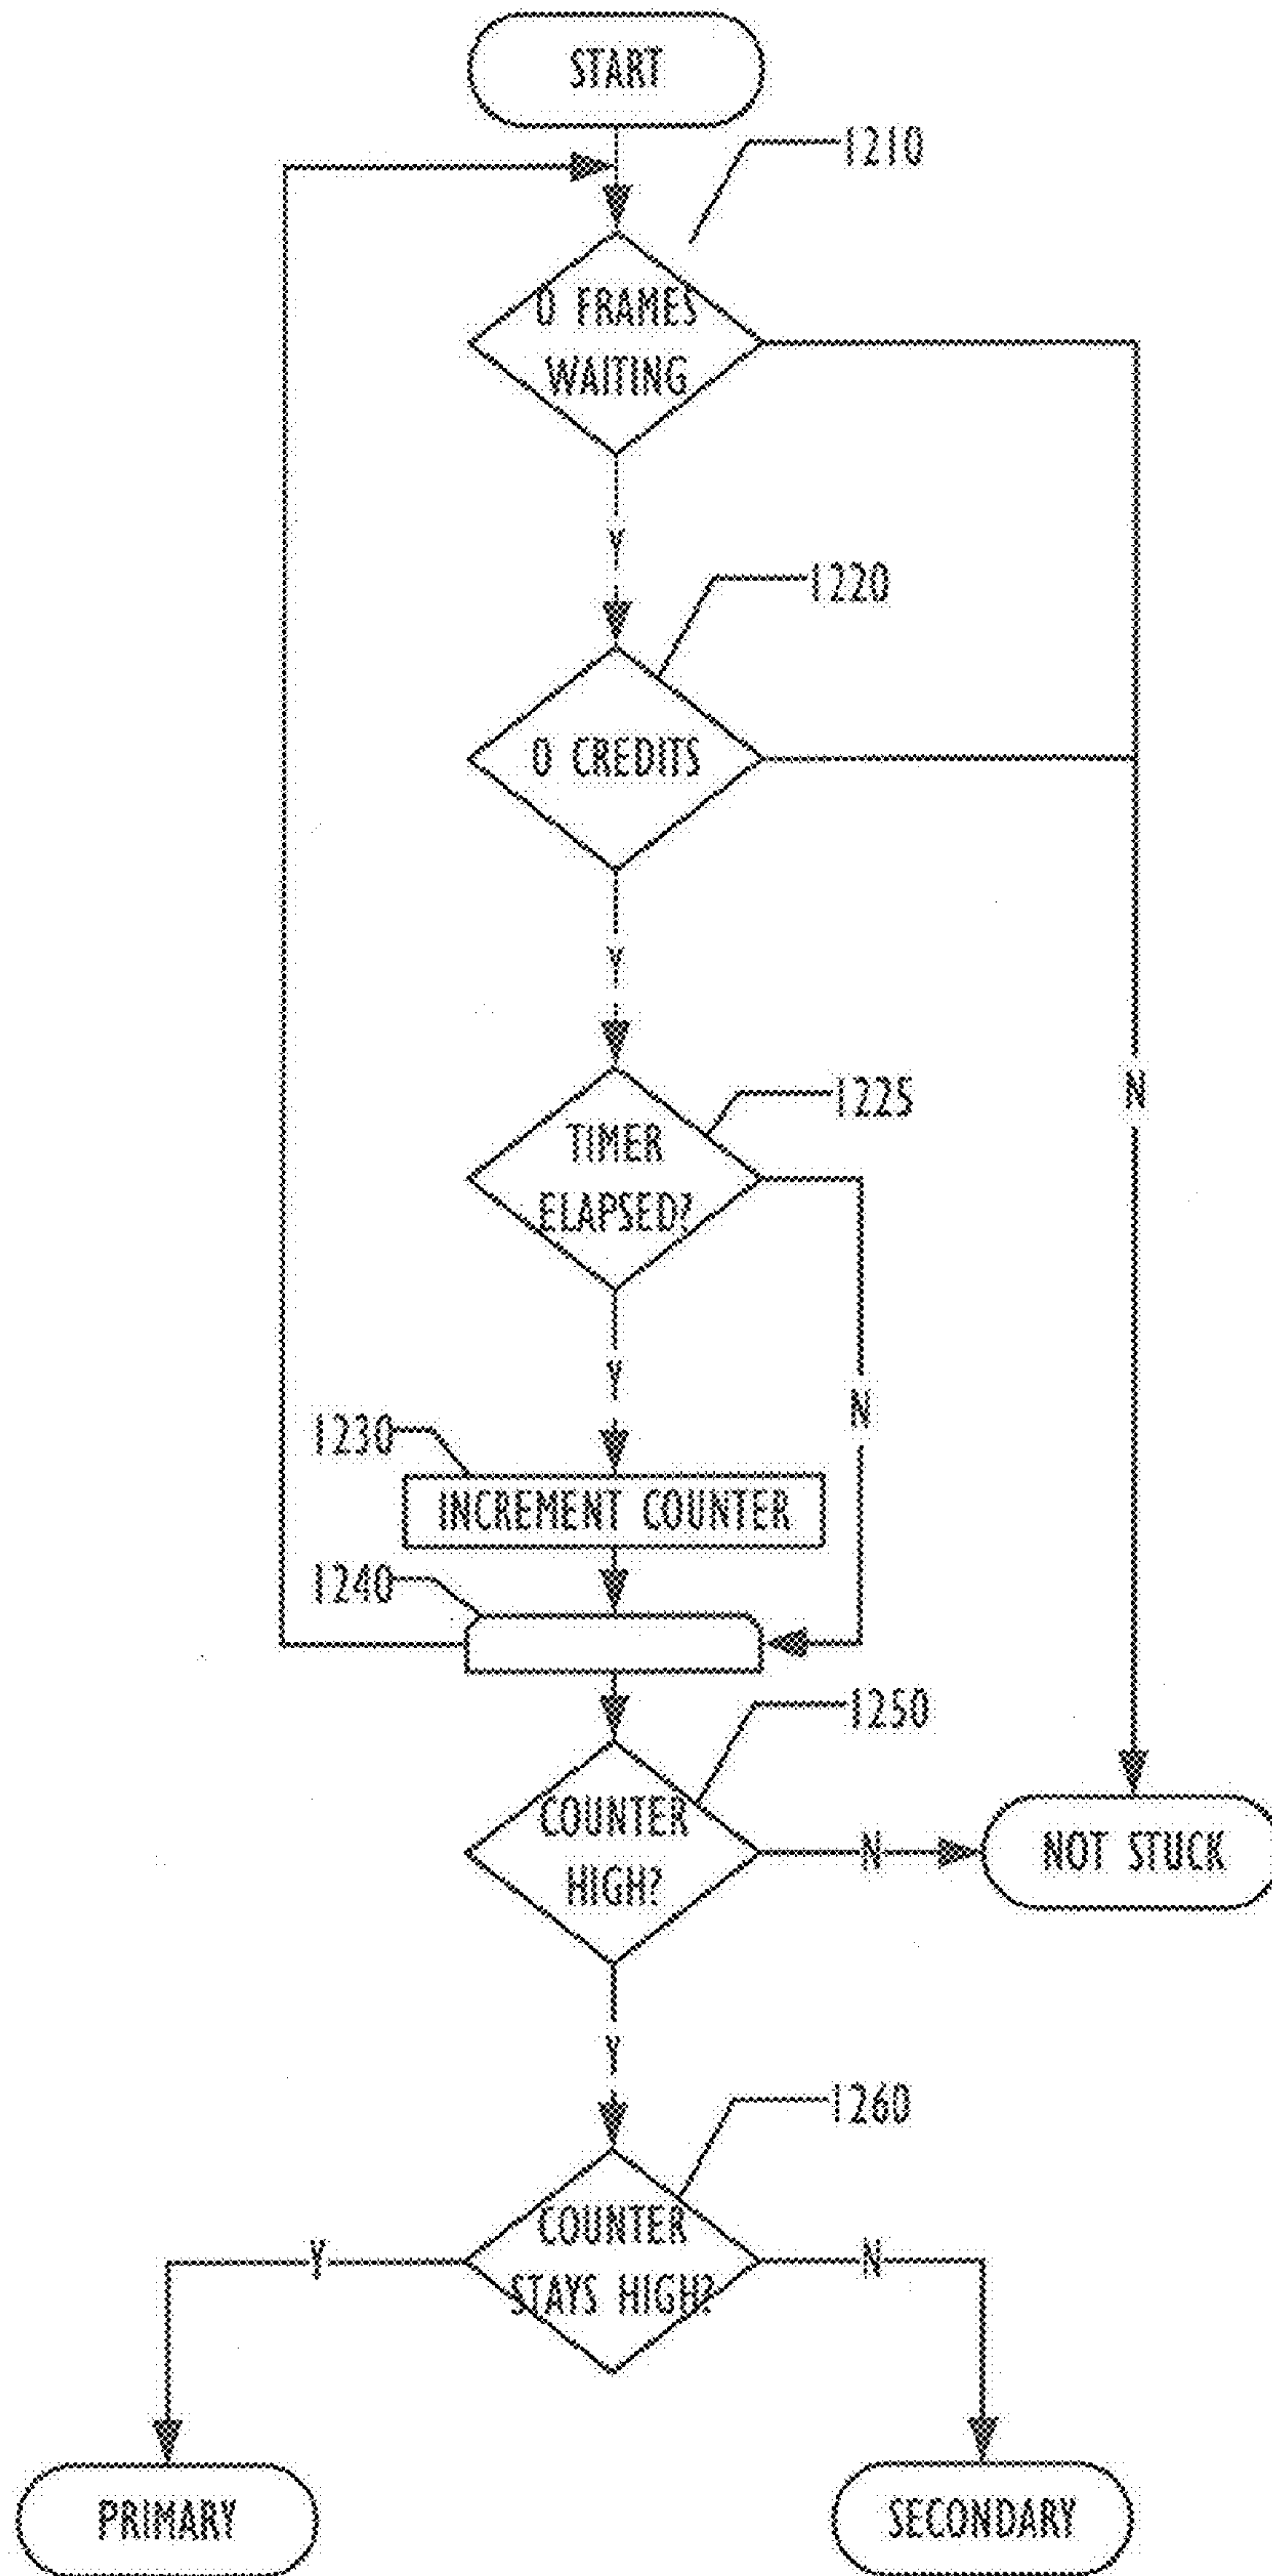 START
1210
0 FRAMES
WAITING
Y
1220
0 CREDITS
Y
1225
N
TIMER
ELAPSED?
Y
N
1230
INCREMENT COUNTER
1240
1250
COUNTER
HIGH?
N
NOT STUCK
Y
1260
COUNTER
STAYS HIGH?
Y
N
PRIMARY
SECONDARY